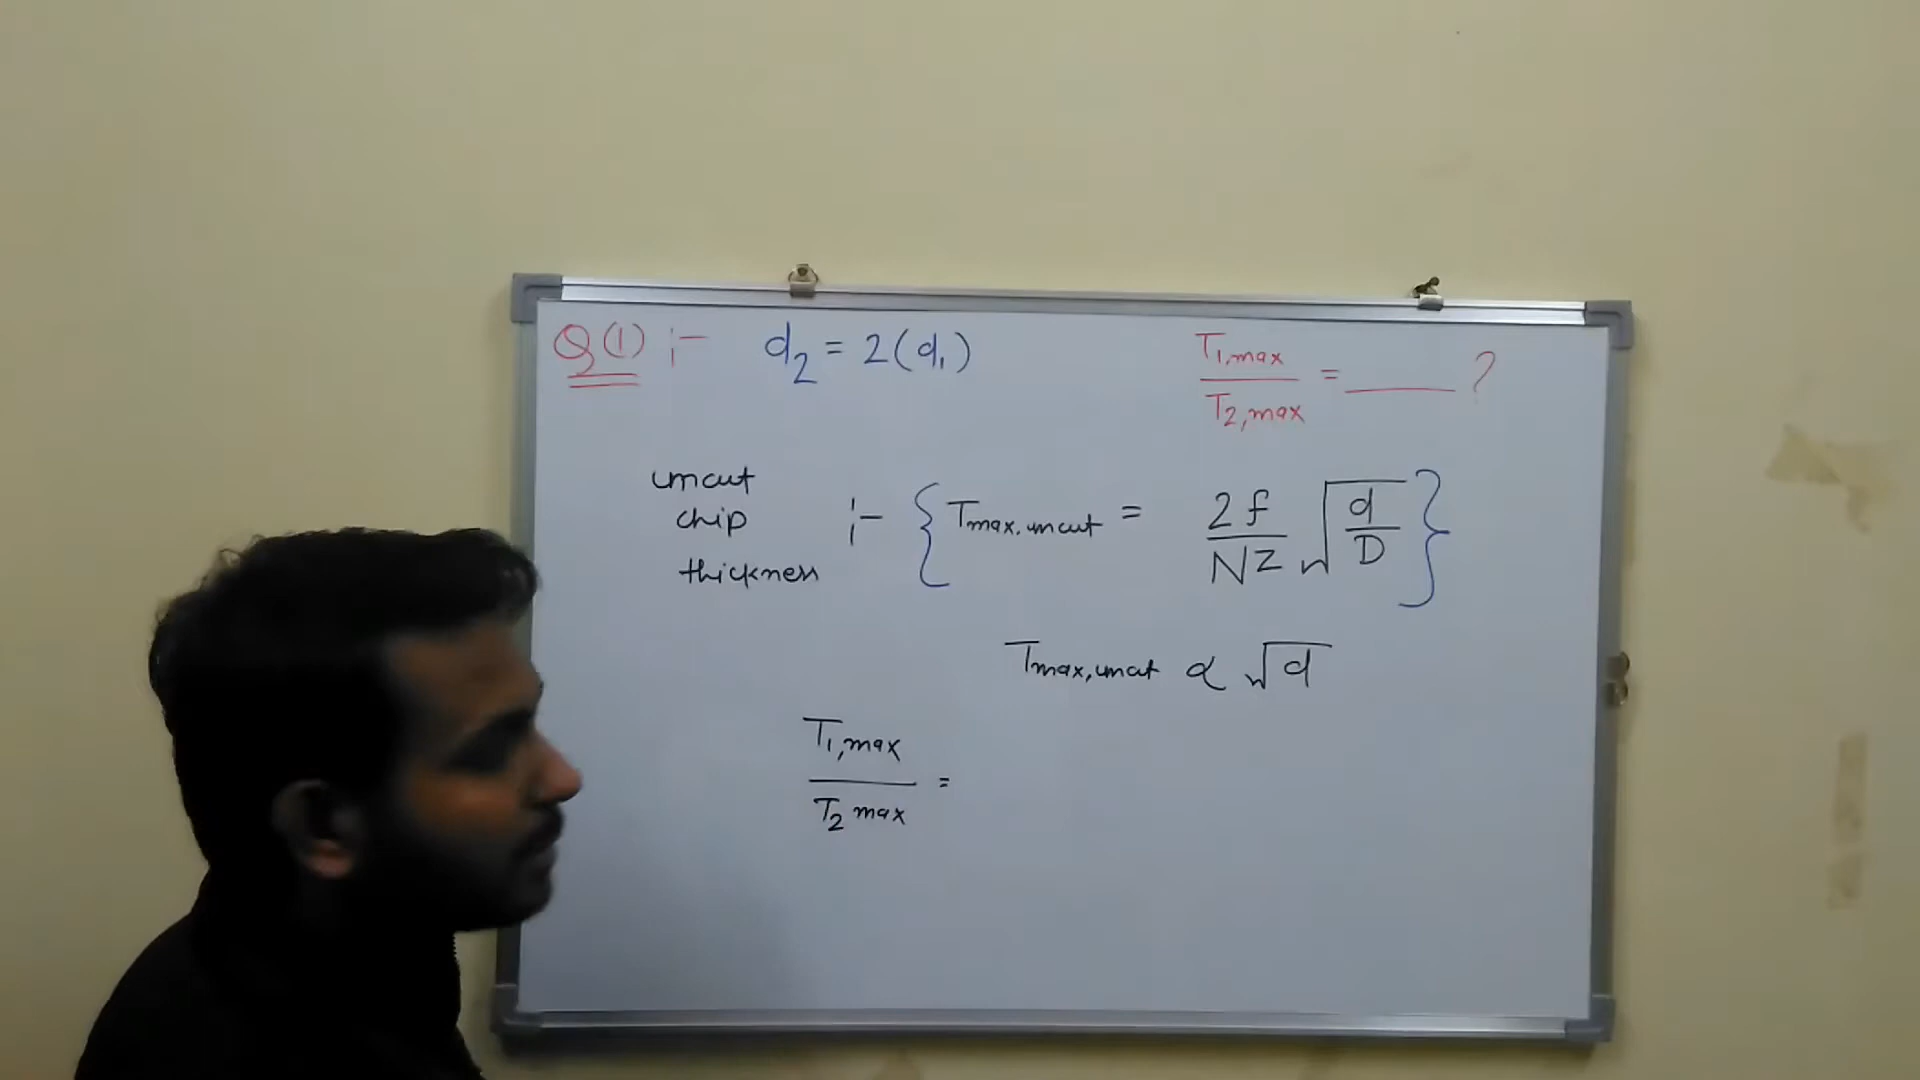 Q(1) :- d₂ = 2(d₁)
T₁,max / T₂,max = ____ ?
uncut chip thickness :- { Tmax.uncut = 2f/NZ √(d/D) }
Tmax,uncut ∝ √d
T₁,max / T₂ max =